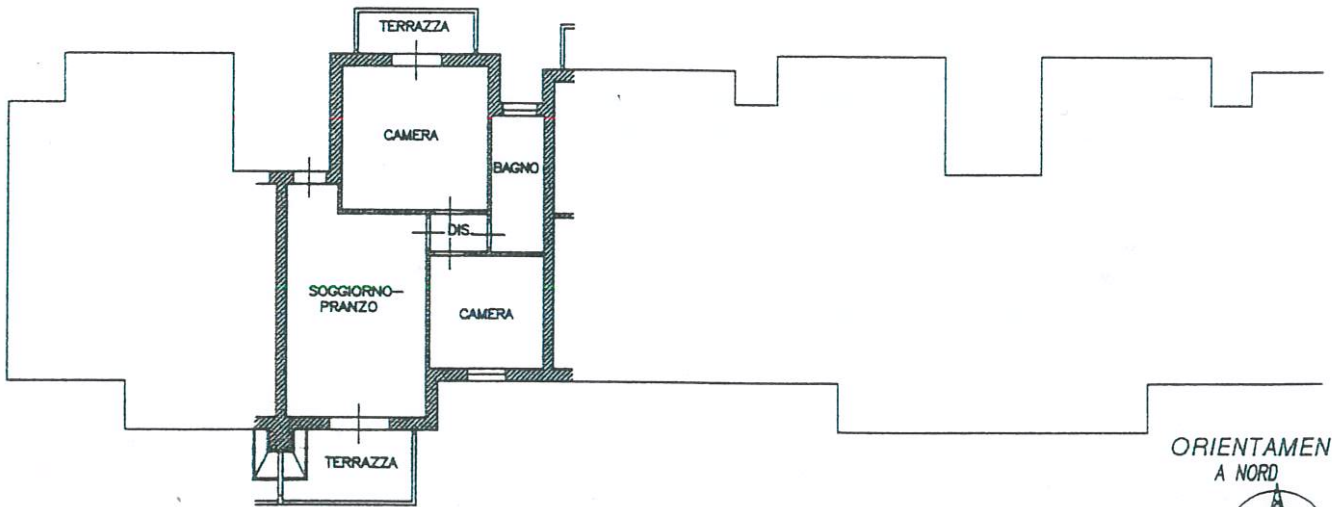 TERRAZZA
CAMERA
BAGNO
DIS.
SOGGIORNO-
PRANZO
CAMERA
TERRAZZA
ORIENTAMEN
A NORD